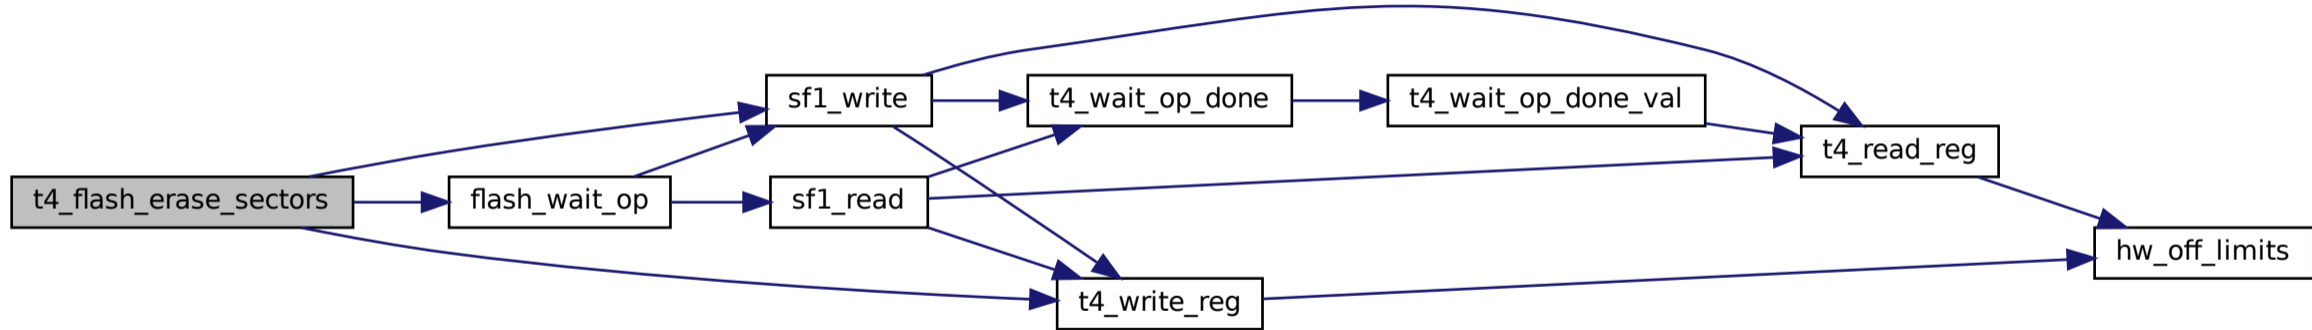 sf1_write
t4_wait_op_done
t4_wait_op_done_val
t4_read_reg
t4_flash_erase_sectors
flash_wait_op
sf1_read
hw_off_limits
t4_write_reg